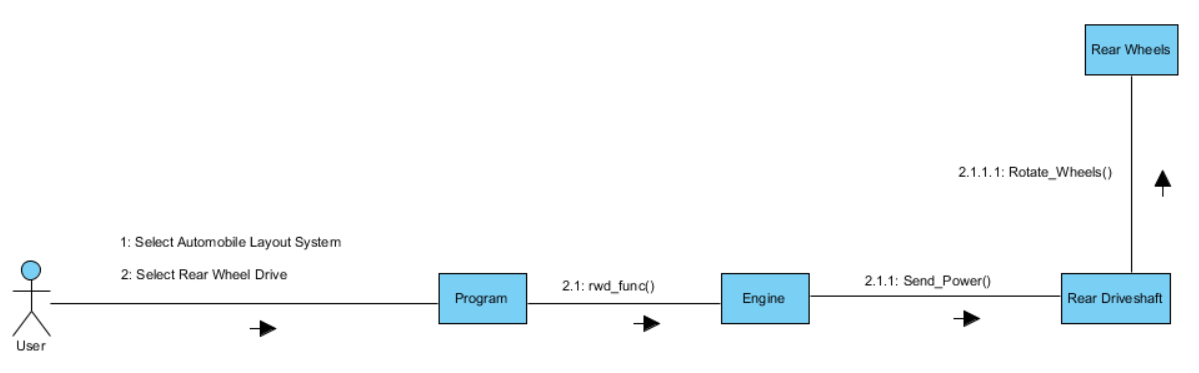 Rear Wheels
2.1.1.1: Rotate_Wheels()
1: Select Automobile Layout System
2: Select Rear Wheel Drive
Program
2.1: rwd_func()
Engine
2.1.1: Send_Power()
Rear Driveshaft
User